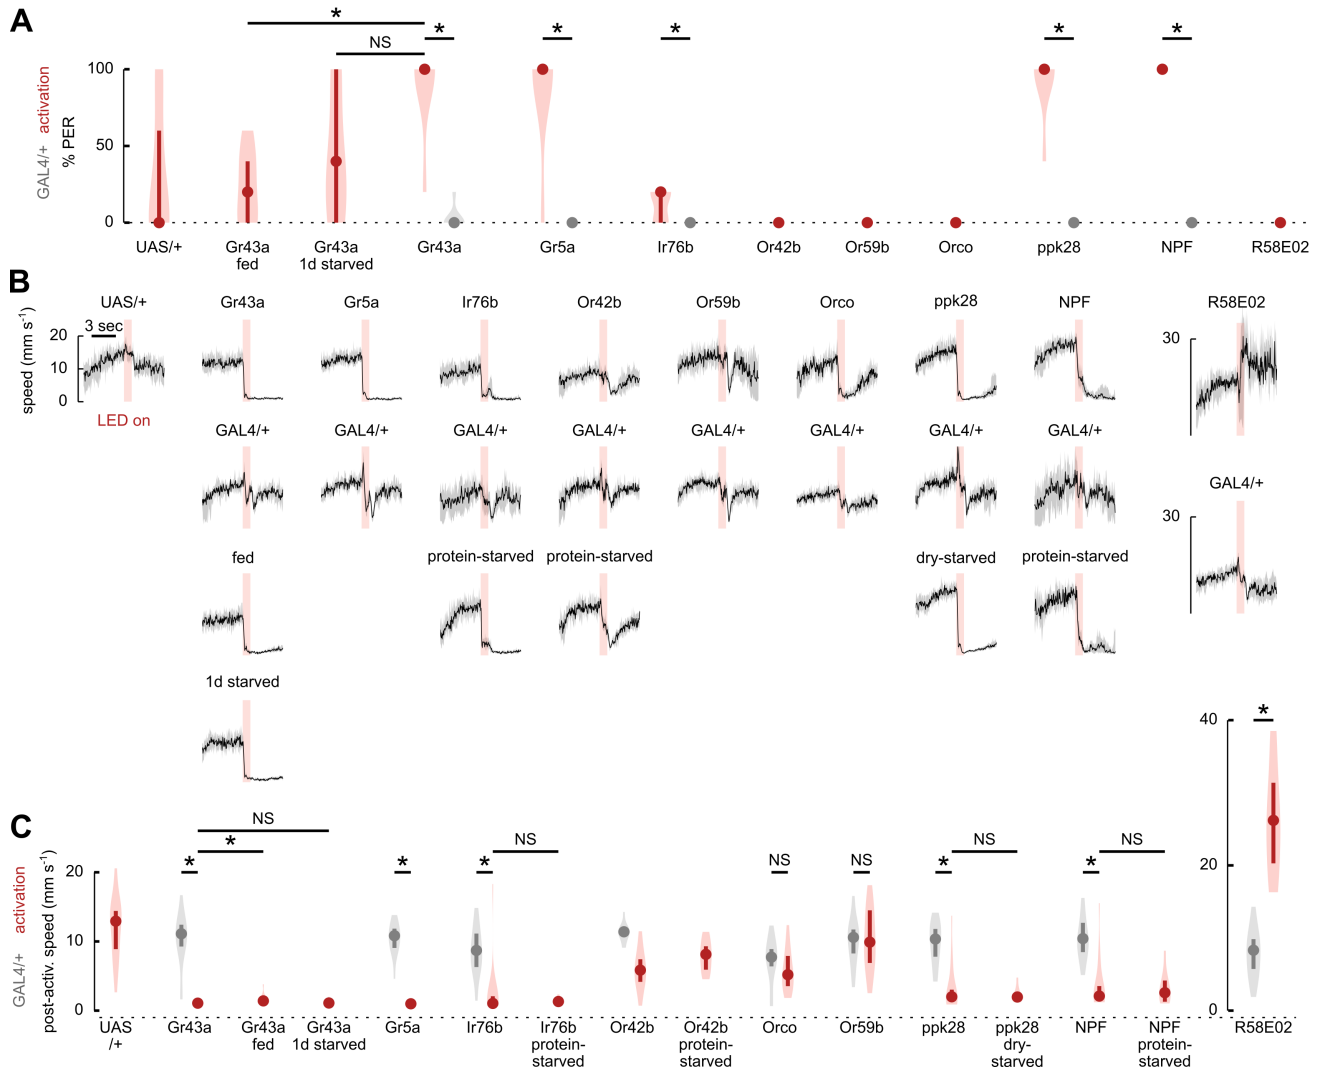 A
* * * * * *
NS
GAL4/+ activation
% PER
100
50
0
UAS/+ Gr43a Gr43a Gr43a Gr5a Ir76b Or42b Or59b Orco ppk28 NPF R58E02
fed 1d starved
B
UAS/+ Gr43a Gr5a Ir76b Or42b Or59b Orco ppk28 NPF R58E02
speed (mm s-1)
3 sec
20
10
0
30
LED on
GAL4/+ GAL4/+ GAL4/+ GAL4/+ GAL4/+ GAL4/+ GAL4/+ GAL4/+
GAL4/+
30
fed protein-starved protein-starved dry-starved protein-starved
1d starved
C
GAL4/+ activation
post-activ. speed (mm s-1)
NS
* NS NS NS
* * * NS NS * *
20
10
0
*
40
20
0
UAS Gr43a Gr43a Gr43a Gr5a Ir76b Ir76b Or42b Or42b Orco Or59b ppk28 ppk28 NPF NPF R58E02
/+ fed 1d starved protein- protein- dry- protein-
starved starved starved starved